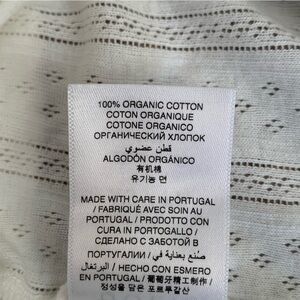 100% ORGANIC COTTON
COTON ORGANIQUE
COTONE ORGANICO
ОРГАНИЧЕСКИЙ ХЛОПОК
قطن عضوي
ALGODÓN ORGÁNICO
有机棉
유기농 면
MADE WITH CARE IN PORTUGAL
/ FABRIQUÉ AVEC SOIN AU
PORTUGAL / PRODOTTO CON
CURA IN PORTOGALLO /
СДЕЛАНО С ЗАБОТОЙ В
ПОРТУГАЛИИ / صنع بعناية في
البرتغال / HECHO CON ESMERO
EN PORTUGAL / 葡萄牙精工制作 /
정성을 담은 포르투갈산